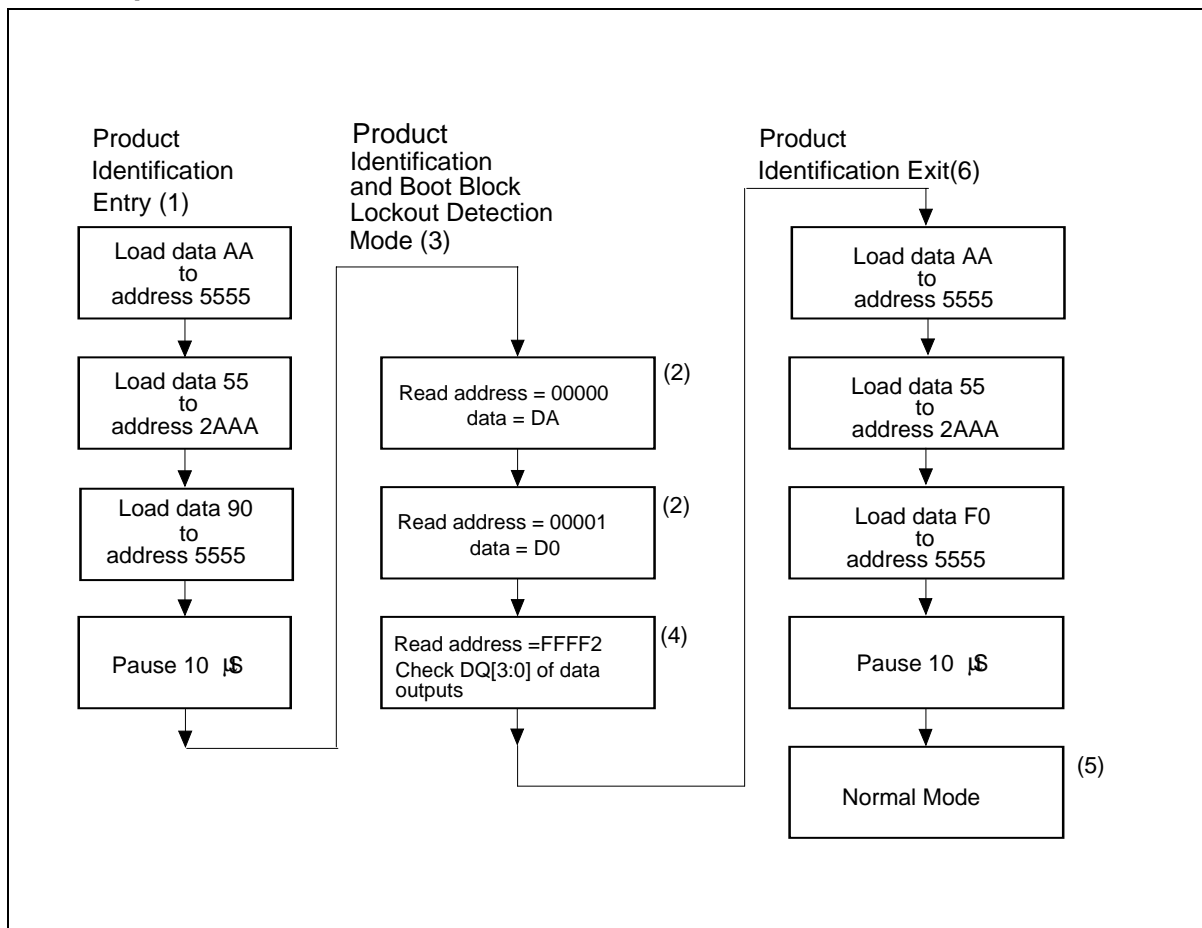 Product
Identification
Entry (1)
Load data AA
to
address 5555
Load data 55
to
address 2AAA
Load data 90
to
address 5555
Pause 10 μS
Product
Identification
and Boot Block
Lockout Detection
Mode (3)
Read address = 00000
data = DA
(2)
Read address = 00001
data = D0
(2)
Read address =FFFF2
Check DQ[3:0] of data
outputs
(4)
Product
Identification Exit(6)
Load data AA
to
address 5555
Load data 55
to
address 2AAA
Load data F0
to
address 5555
Pause 10 μS
Normal Mode
(5)